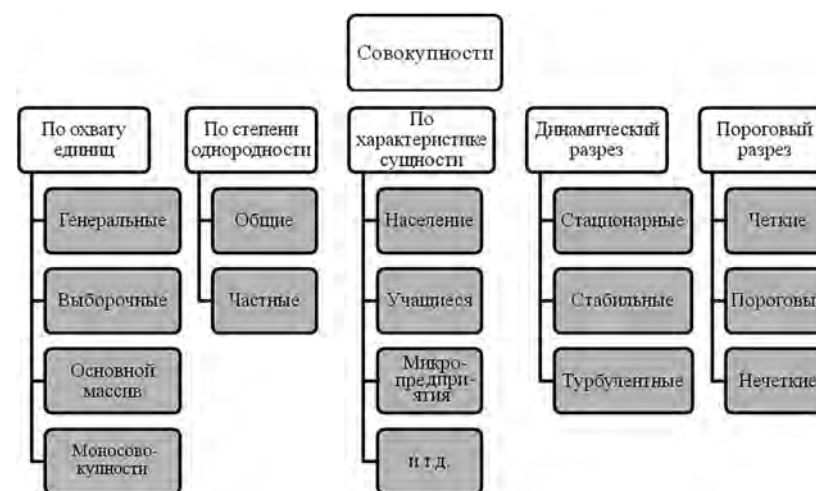 Совокупности
По охвату
единиц
Генеральные
Выборочные
Основной
массив
Моносово-
купности
По степени
однородности
Общие
Частные
По
характеристике
сущности
Население
Учащиеся
Микро-
предпри-
ятия
и т.д.
Динамический
разрез
Стационарные
Стабильные
Турбулентные
Пороговый
разрез
Четкие
Пороговы
Нечеткие